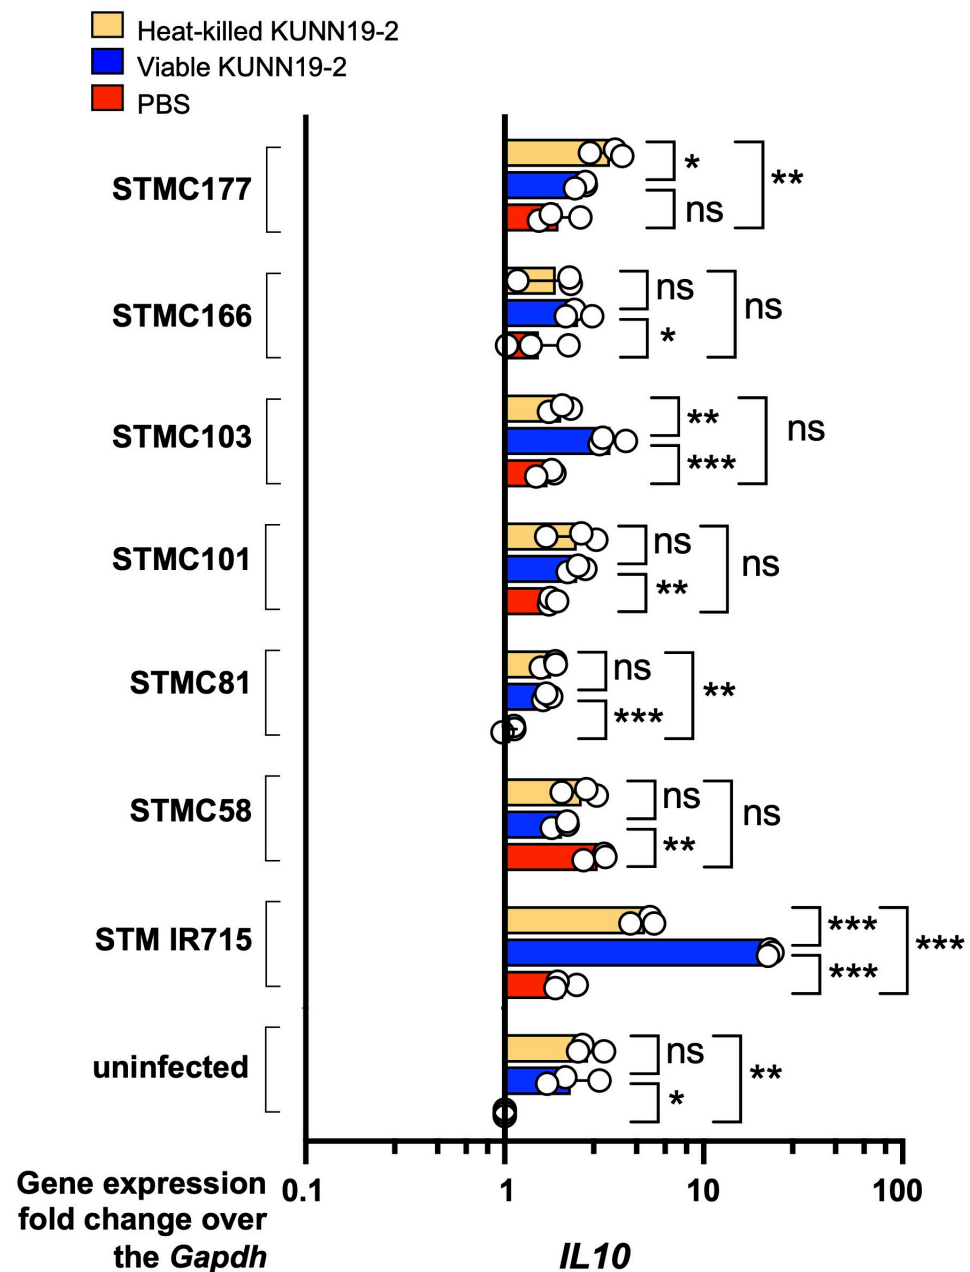 Heat-killed KUNN19-2
Viable KUNN19-2
PBS
STMC177
*
ns
**
STMC166
ns
*
ns
STMC103
**
***
ns
STMC101
ns
**
ns
STMC81
ns
***
**
STMC58
ns
**
ns
STM IR715
***
***
***
uninfected
ns
*
**
0.1 1 10 100
Gene expression
fold change over
the Gapdh
IL10